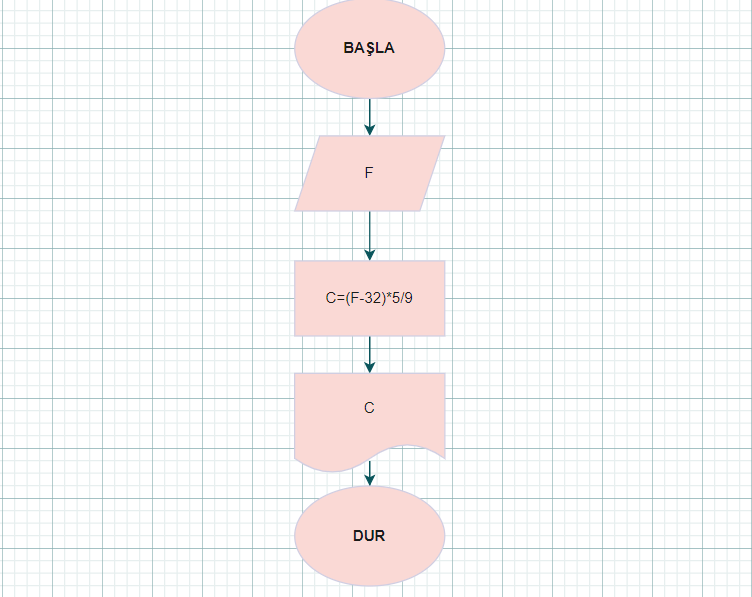 BAŞLA
F
C=(F-32)*5/9
C
DUR